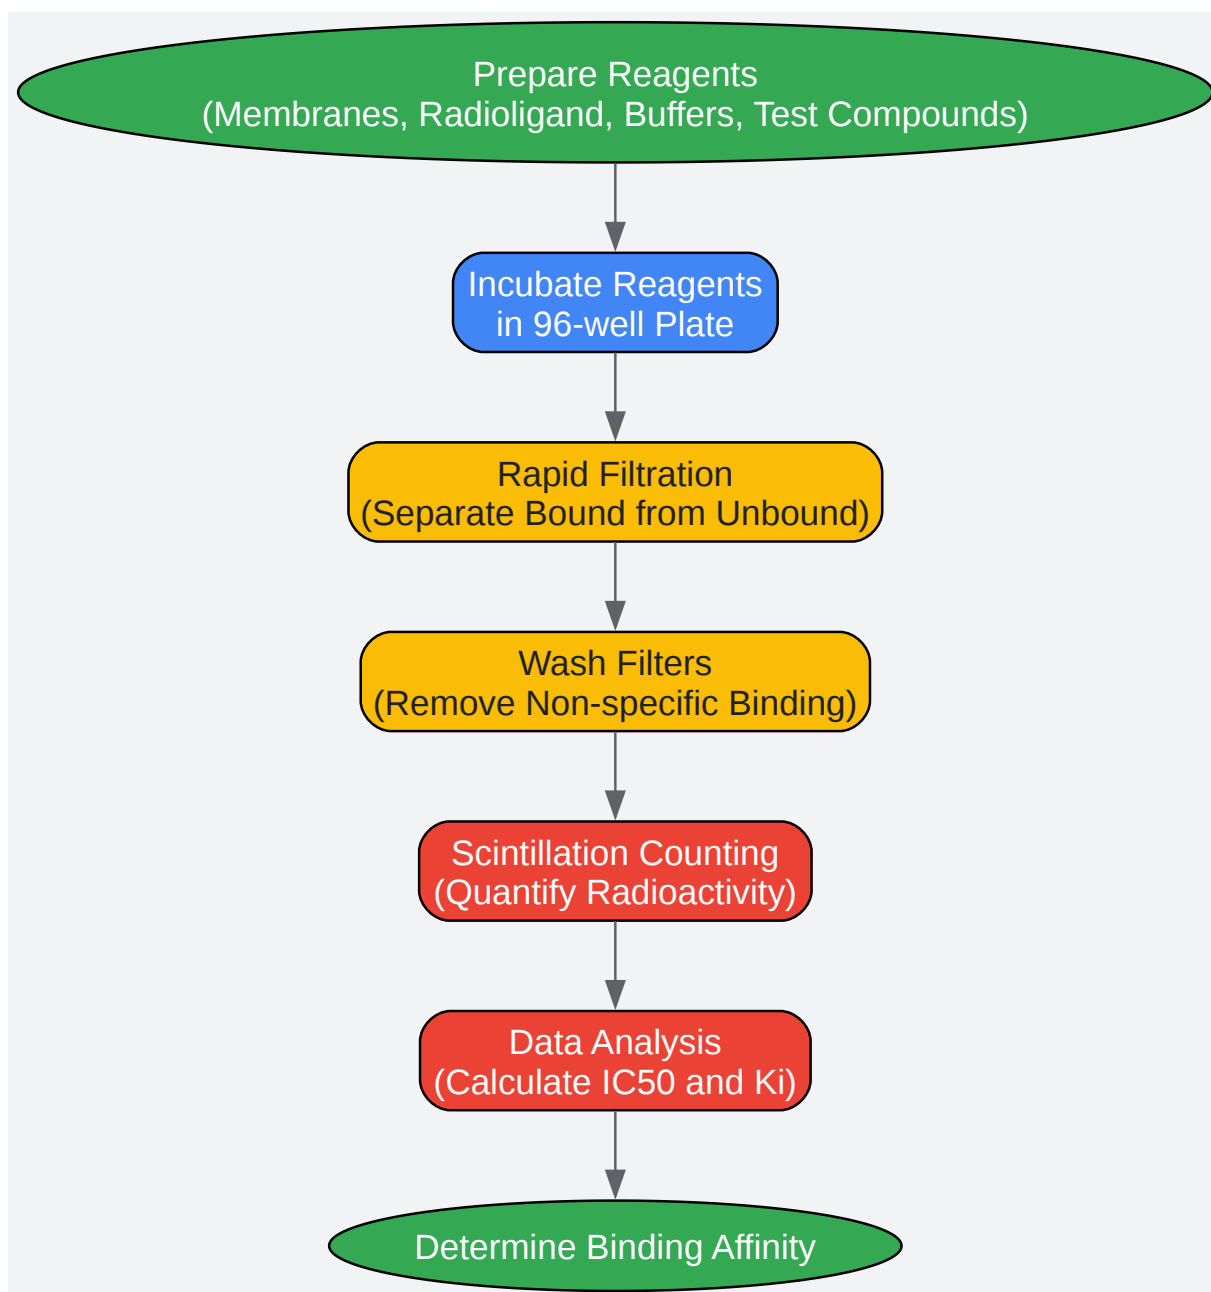 Prepare Reagents
(Membranes, Radioligand, Buffers, Test Compounds)
Incubate Reagents
in 96-well Plate
Rapid Filtration
(Separate Bound from Unbound)
Wash Filters
(Remove Non-specific Binding)
Scintillation Counting
(Quantify Radioactivity)
Data Analysis
(Calculate IC50 and Ki)
Determine Binding Affinity